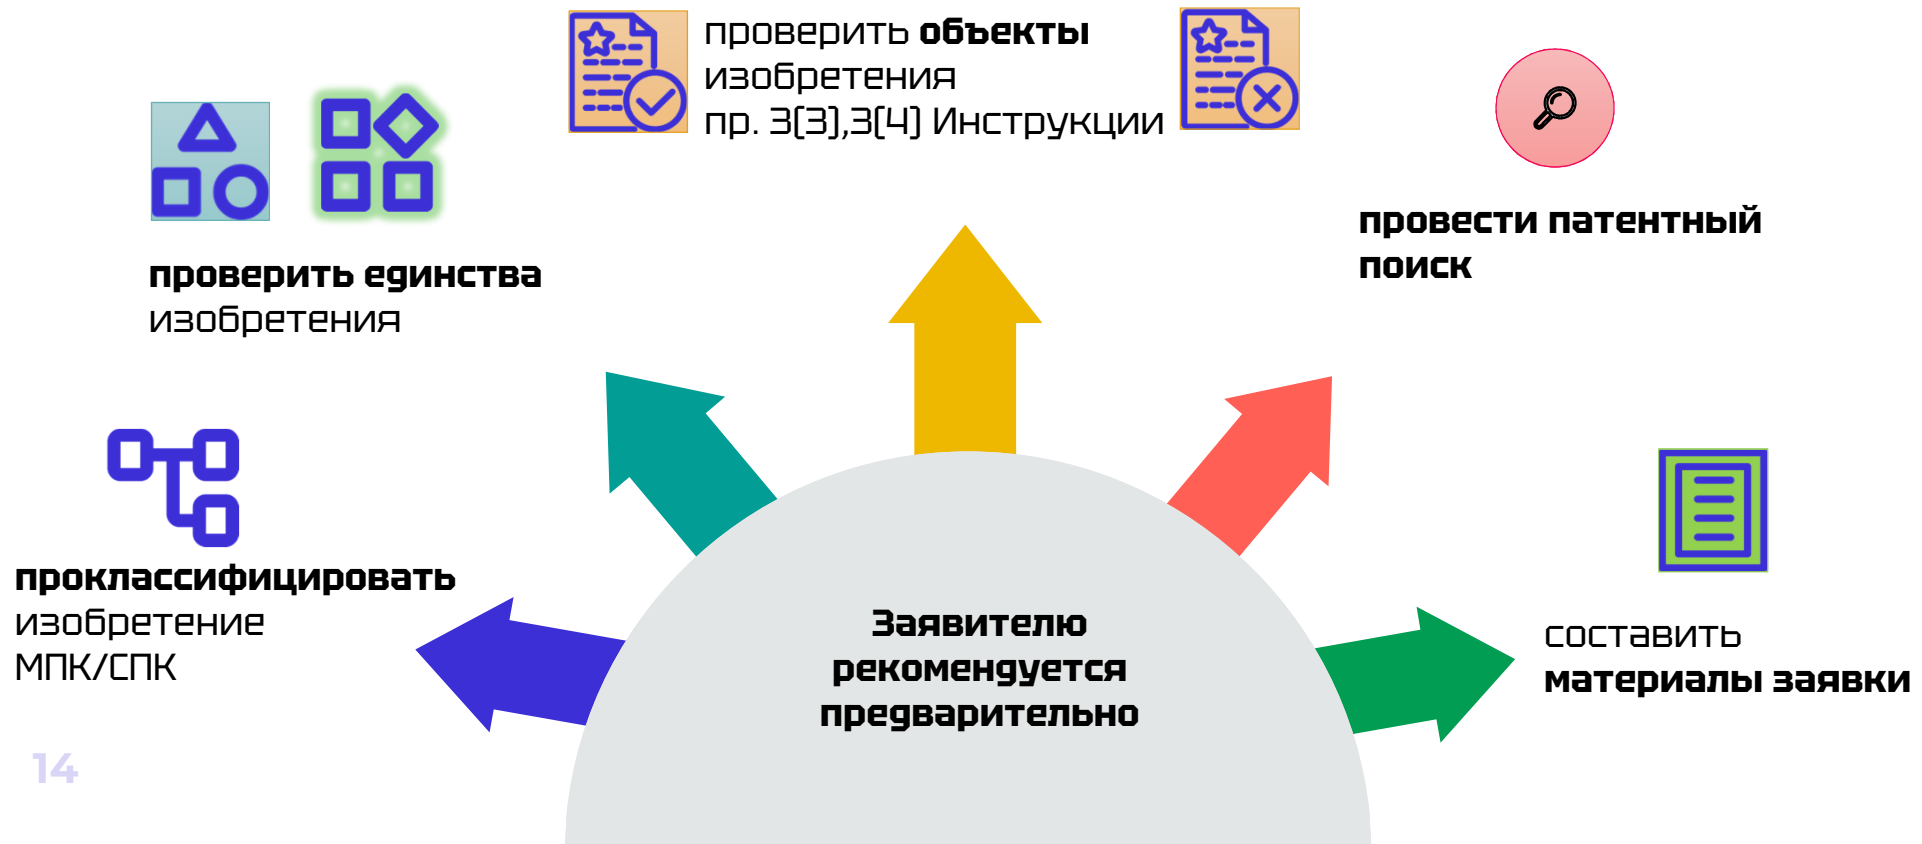 проверить объекты
изобретения
пр. 3(3),3(4) Инструкции
провести патентный
поиск
проверить единства
изобретения
проклассифицировать
изобретение
МПК/СПК
Заявителю
рекомендуется
предварительно
составить
материалы заявки
14